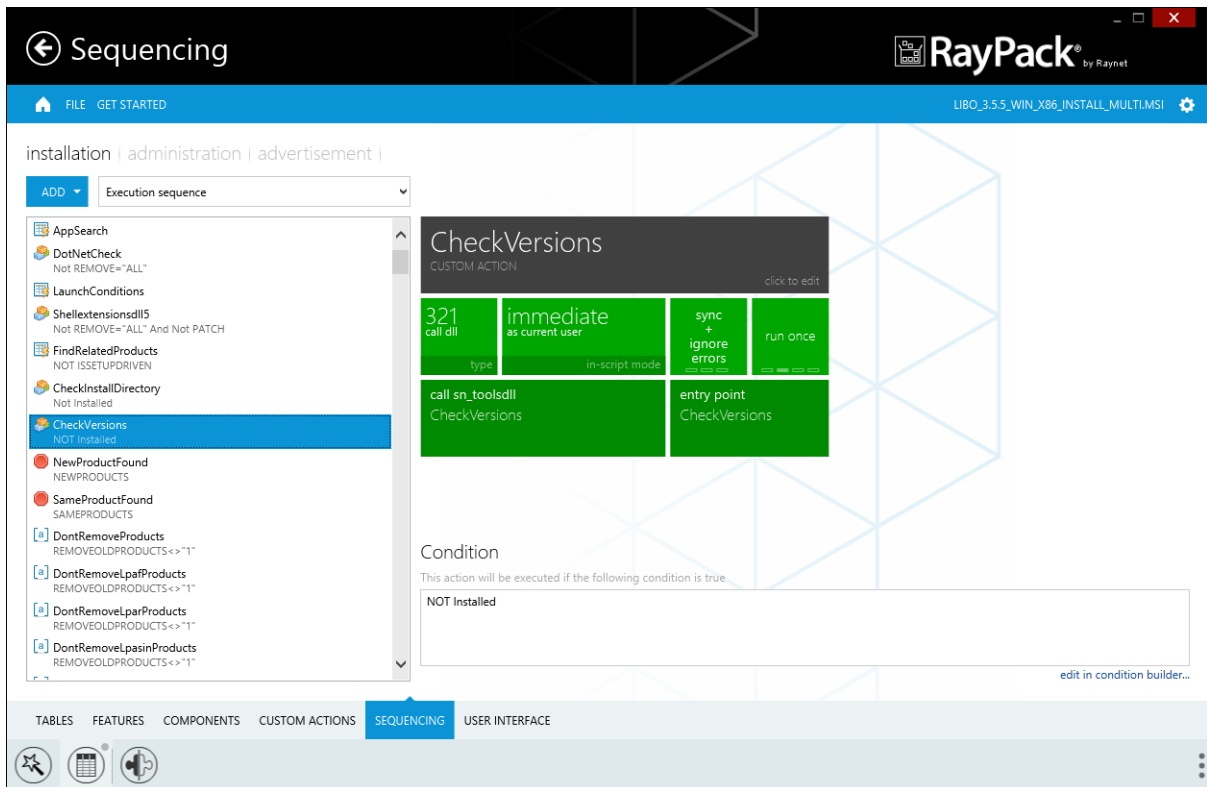 Sequencing
RayPack® by Raynet
FILE GET STARTED
LIBO_3.5.5_WIN_X86_INSTALL_MULTI.MSI
installation | administration | advertisement |
ADD
Execution sequence
AppSearch
DotNetCheck
Not REMOVE="ALL"
LaunchConditions
Shellextensionsdll5
Not REMOVE="ALL" And Not PATCH
FindRelatedProducts
NOT ISSETUPDRIVEN
CheckInstallDirectory
Not Installed
CheckVersions
NOT Installed
NewProductFound
NEWPRODUCTS
SameProductFound
SAMEPRODUCTS
[a] DontRemoveProducts
REMOVEOLDPRODUCTS<>"1"
[a] DontRemoveLpafProducts
REMOVEOLDPRODUCTS<>"1"
[a] DontRemoveLparProducts
REMOVEOLDPRODUCTS<>"1"
[a] DontRemoveLpasinProducts
REMOVEOLDPRODUCTS<>"1"
CheckVersions
CUSTOM ACTION
click to edit
321
call dll
type
immediate
as current user
in-script mode
sync
+
ignore
errors
run once
call sn_toolsdll
CheckVersions
entry point
CheckVersions
Condition
This action will be executed if the following condition is true
NOT Installed
edit in condition builder...
TABLES FEATURES COMPONENTS CUSTOM ACTIONS SEQUENCING USER INTERFACE